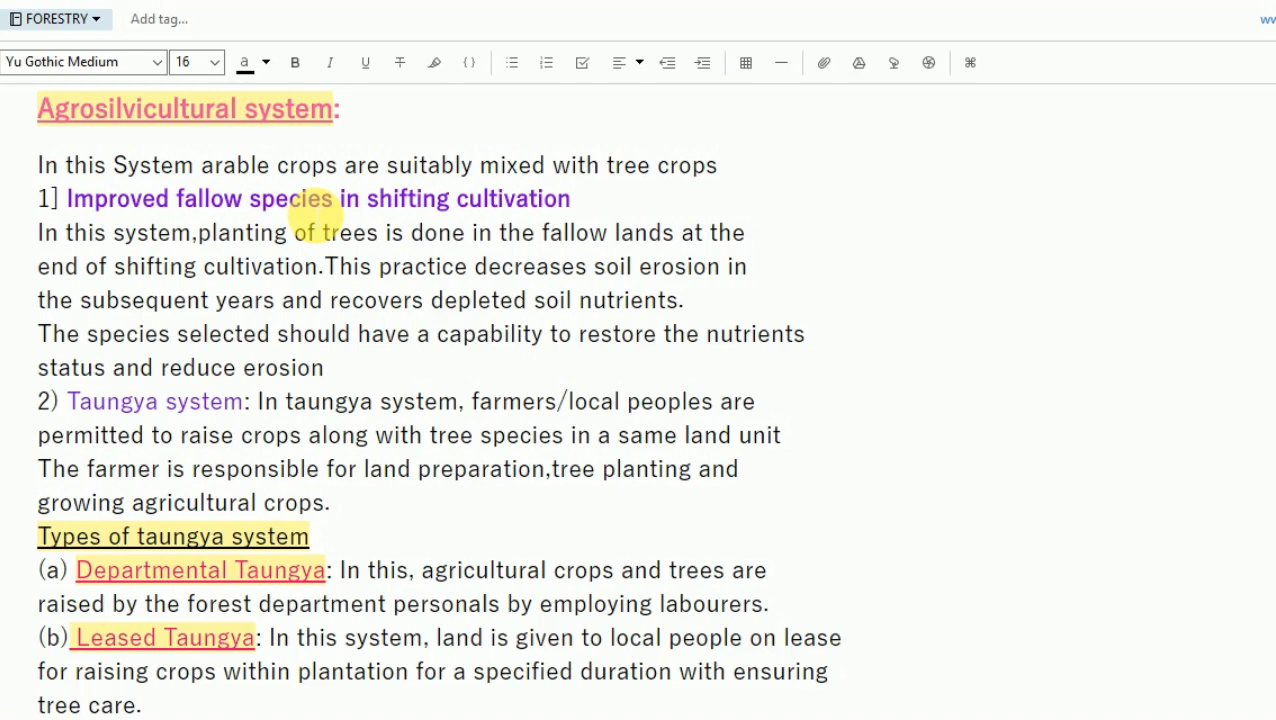 FORESTRY Add tag...
Yu Gothic Medium 16 a B I U T {}
Agrosilvicultural system:
In this System arable crops are suitably mixed with tree crops
1] Improved fallow species in shifting cultivation
In this system,planting of trees is done in the fallow lands at the
end of shifting cultivation.This practice decreases soil erosion in
the subsequent years and recovers depleted soil nutrients.
The species selected should have a capability to restore the nutrients
status and reduce erosion
2) Taungya system: In taungya system, farmers/local peoples are
permitted to raise crops along with tree species in a same land unit
The farmer is responsible for land preparation,tree planting and
growing agricultural crops.
Types of taungya system
(a) Departmental Taungya: In this, agricultural crops and trees are
raised by the forest department personals by employing labourers.
(b) Leased Taungya: In this system, land is given to local people on lease
for raising crops within plantation for a specified duration with ensuring
tree care.